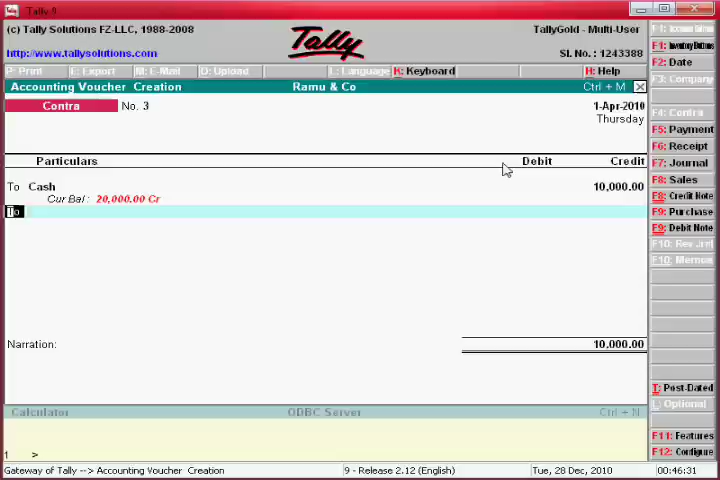 Tally 9
(c) Tally Solutions FZ-LLC, 1988-2008
TallyGold - Multi-User
http://www.tallysolutions.com
Tally
Sl. No. : 1243388
P: Print
E: Export
M: E-Mail
O: Upload
L: Language
K: Keyboard
H: Help
Accounting Voucher Creation
Ramu & Co
Ctrl + M
Contra
No. 3
1-Apr-2010
Thursday
Particulars
Debit
Credit
To Cash
10,000.00
Cur Bal : 20,000.00 Cr
To
Narration:
10,000.00
Calculator
ODBC Server
Ctrl + N
1 >
Gateway of Tally --> Accounting Voucher Creation
9 - Release 2.12 (English)
Tue, 28 Dec, 2010
00:46:31
F1: Inventory Buttons
F2: Date
F3: Company
F4: Contra
F5: Payment
F6: Receipt
F7: Journal
F8: Sales
F8: Credit Note
F9: Purchase
F9: Debit Note
F10: Rev Jrnl
F10: Memos
T: Post-Dated
L: Optional
F11: Features
F12: Configure